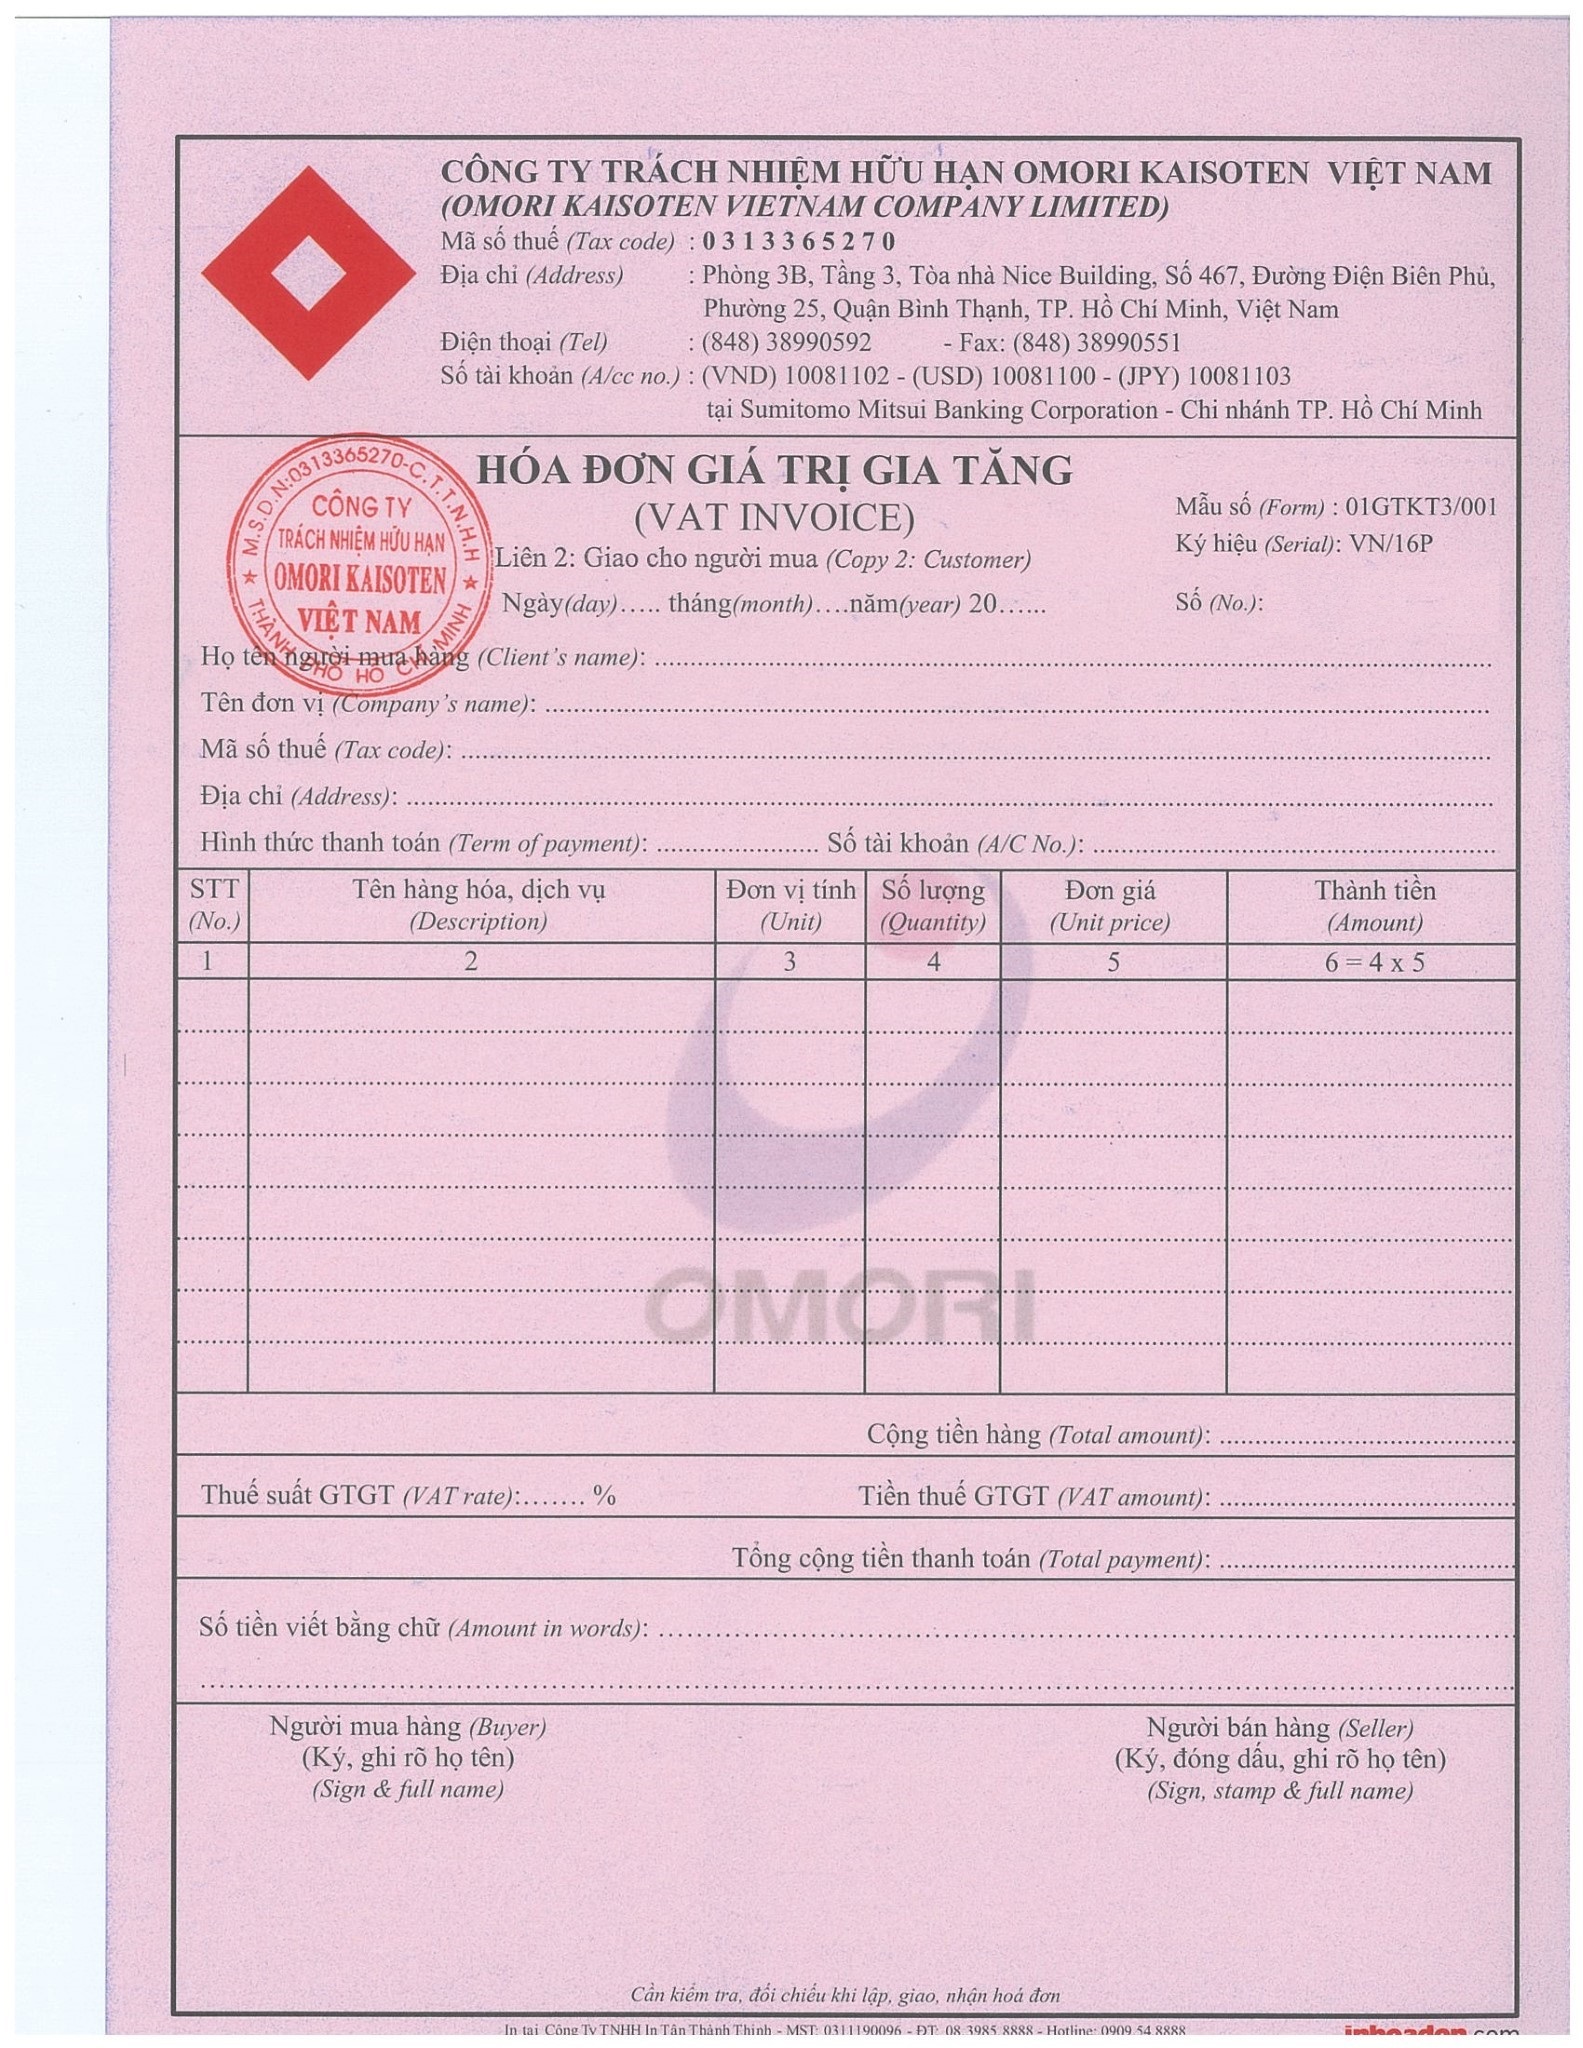 CÔNG TY TRÁCH NHIỆM HỮU HẠN OMORI KAISOTEN VIỆT NAM
(OMORI KAISOTEN VIETNAM COMPANY LIMITED)
Mã số thuế (Tax code) : 0 3 1 3 3 6 5 2 7 0
Địa chỉ (Address) : Phòng 3B, Tầng 3, Tòa nhà Nice Building, Số 467, Đường Điện Biên Phủ,
Phường 25, Quận Bình Thạnh, TP. Hồ Chí Minh, Việt Nam
Điện thoại (Tel) : (848) 38990592 - Fax: (848) 38990551
Số tài khoản (A/cc no.) : (VND) 10081102 - (USD) 10081100 - (JPY) 10081103
tại Sumitomo Mitsui Banking Corporation - Chi nhánh TP. Hồ Chí Minh
M.S.D.N:0313365270-C.T.T.N.H.H
CÔNG TY
TRÁCH NHIỆM HỮU HẠN
OMORI KAISOTEN
VIỆT NAM
THÀNH PHỐ HỒ CHÍ MINH
HÓA ĐƠN GIÁ TRỊ GIA TĂNG
(VAT INVOICE)
Liên 2: Giao cho người mua (Copy 2: Customer)
Ngày(day)….. tháng(month)….năm(year) 20…...
Mẫu số (Form) : 01GTKT3/001
Ký hiệu (Serial): VN/16P
Số (No.):
Họ tên người mua hàng (Client's name):
Tên đơn vị (Company's name):
Mã số thuế (Tax code):
Địa chỉ (Address):
Hình thức thanh toán (Term of payment): Số tài khoản (A/C No.):
STT Tên hàng hóa, dịch vụ Đơn vị tính Số lượng Đơn giá Thành tiền
(No.) (Description) (Unit) (Quantity) (Unit price) (Amount)
1 2 3 4 5 6 = 4 x 5
OMORI
Cộng tiền hàng (Total amount):
Thuế suất GTGT (VAT rate):……. % Tiền thuế GTGT (VAT amount):
Tổng cộng tiền thanh toán (Total payment):
Số tiền viết bằng chữ (Amount in words):
Người mua hàng (Buyer) Người bán hàng (Seller)
(Ký, ghi rõ họ tên) (Ký, đóng dấu, ghi rõ họ tên)
(Sign & full name) (Sign, stamp & full name)
Cần kiểm tra, đối chiếu khi lập, giao, nhận hoá đơn
In tại Công Ty TNHH In Tân Thành Thịnh - MST: 0311190096 - ĐT: 08 3985 8888 - Hotline: 0909 54 8888
inhoadon.com